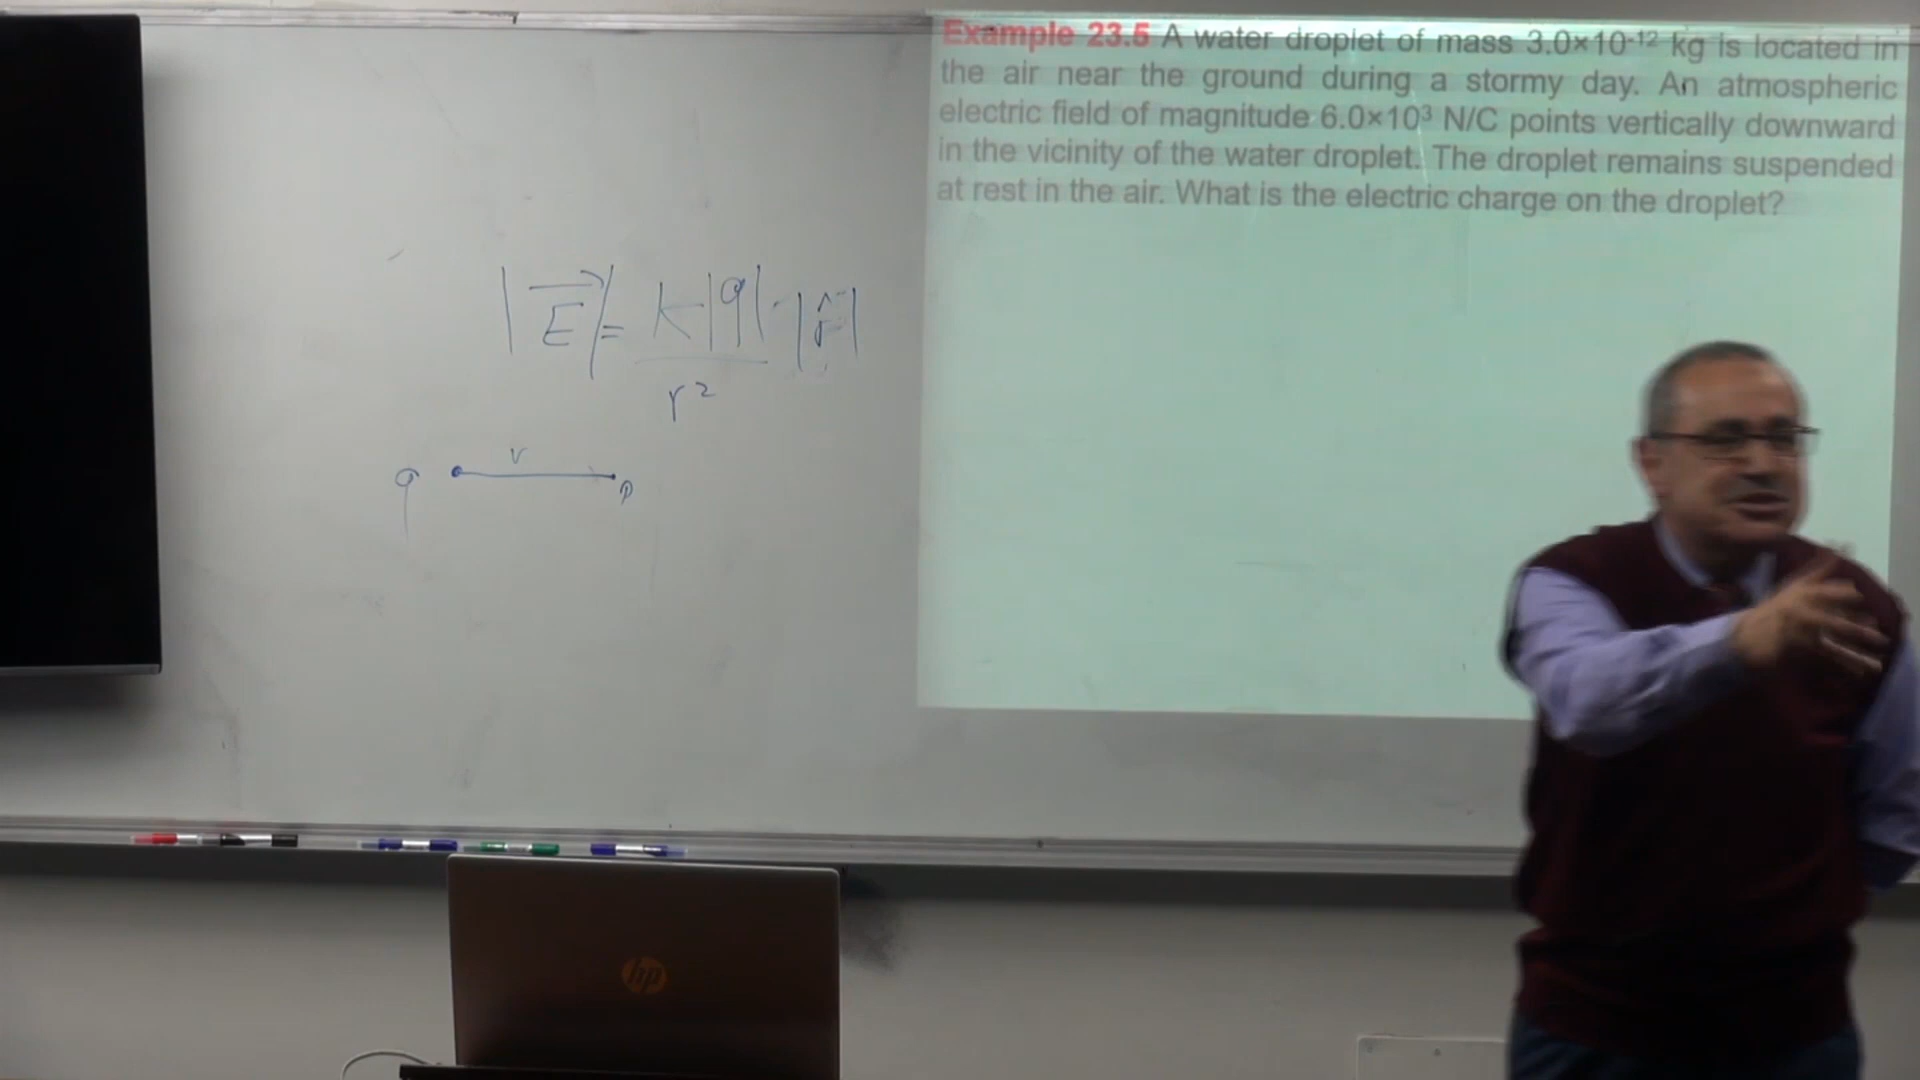 Example 23.5 A water droplet of mass 3.0×10⁻¹² kg is located in
the air near the ground during a stormy day. An atmospheric
electric field of magnitude 6.0×10³ N/C points vertically downward
in the vicinity of the water droplet. The droplet remains suspended
at rest in the air. What is the electric charge on the droplet?
|E⃗| = k|q| |r̂|
r²
q r p
hp